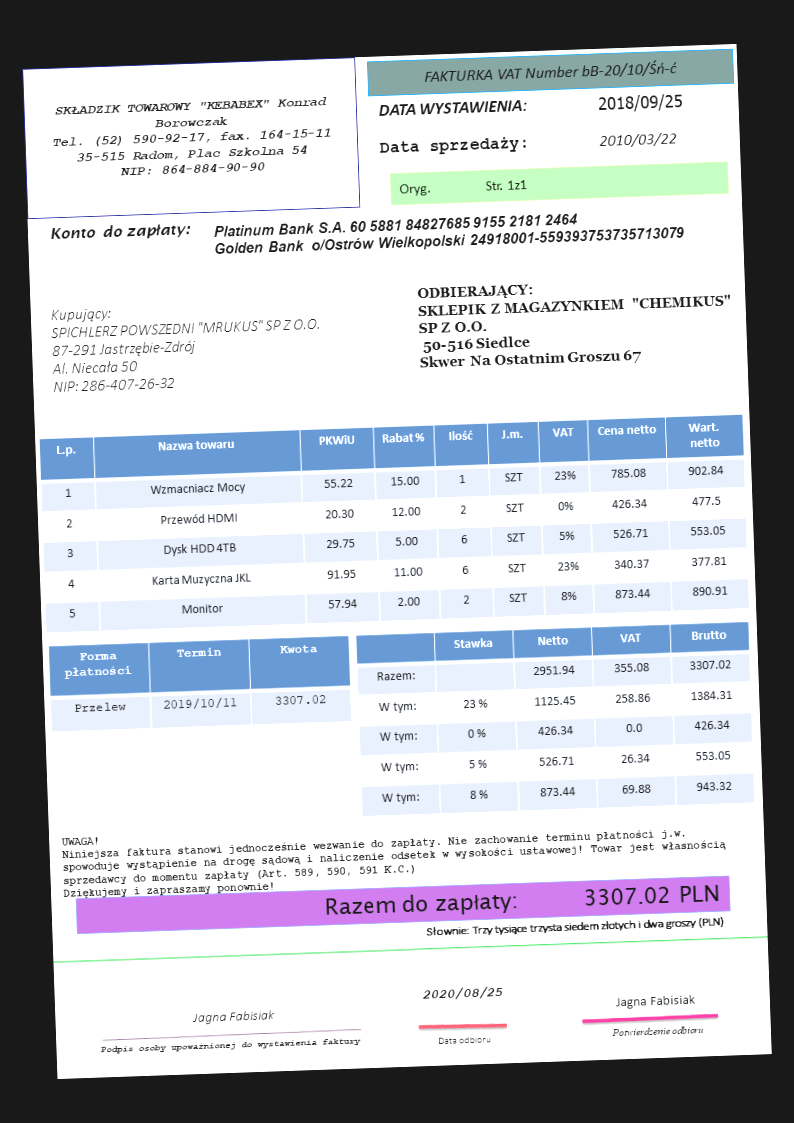 SKŁADZIK TOWAROWY "KEBABEX" Konrad
Borowczak
Tel. (52) 590-92-17, fax. 164-15-11
35-515 Radom, Plac Szkolna 54
NIP: 864-884-90-90
FAKTURKA VAT Number bB-20/10/Śń-ć
DATA WYSTAWIENIA: 2018/09/25
Data sprzedaży: 2010/03/22
Oryg. Str. 1z1
Konto do zapłaty: Platinum Bank S.A. 60 5881 84827685 9155 2181 2464
Golden Bank o/Ostrów Wielkopolski 24918001-559393753735713079
Kupujący:
SPICHLERZ POWSZEDNI "MRUKUS" SP Z O.O.
87-291 Jastrzębie-Zdrój
Al. Niecała 50
NIP: 286-407-26-32
ODBIERAJĄCY:
SKLEPIK Z MAGAZYNKIEM "CHEMIKUS"
SP Z O.O.
50-516 Siedlce
Skwer Na Ostatnim Groszu 67
L.p. Nazwa towaru PKWiU Rabat % Ilość J.m. VAT Cena netto Wart.
netto
1 Wzmacniacz Mocy 55.22 15.00 1 SZT 23% 785.08 902.84
2 Przewód HDMI 20.30 12.00 2 SZT 0% 426.34 477.5
3 Dysk HDD 4TB 29.75 5.00 6 SZT 5% 526.71 553.05
4 Karta Muzyczna JKL 91.95 11.00 6 SZT 23% 340.37 377.81
5 Monitor 57.94 2.00 2 SZT 8% 873.44 890.91
Forma
płatności Termin Kwota
Przelew 2019/10/11 3307.02
Stawka Netto VAT Brutto
Razem: 2951.94 355.08 3307.02
W tym: 23 % 1125.45 258.86 1384.31
W tym: 0 % 426.34 0.0 426.34
W tym: 5 % 526.71 26.34 553.05
W tym: 8 % 873.44 69.88 943.32
UWAGA!
Niniejsza faktura stanowi jednocześnie wezwanie do zapłaty. Nie zachowanie terminu płatności j.w.
spowoduje wystąpienie na drogę sądową i naliczenie odsetek w wysokości ustawowej! Towar jest własnością
sprzedawcy do momentu zapłaty (Art. 589, 590, 591 K.C.)
Dziękujemy i zapraszamy ponownie!
Razem do zapłaty: 3307.02 PLN
Słownie: Trzy tysiące trzysta siedem złotych i dwa groszy (PLN)
Jagna Fabisiak
Podpis osoby upoważnionej do wystawienia faktury
2020/08/25
Data odbioru
Jagna Fabisiak
Potwierdzenie odbioru